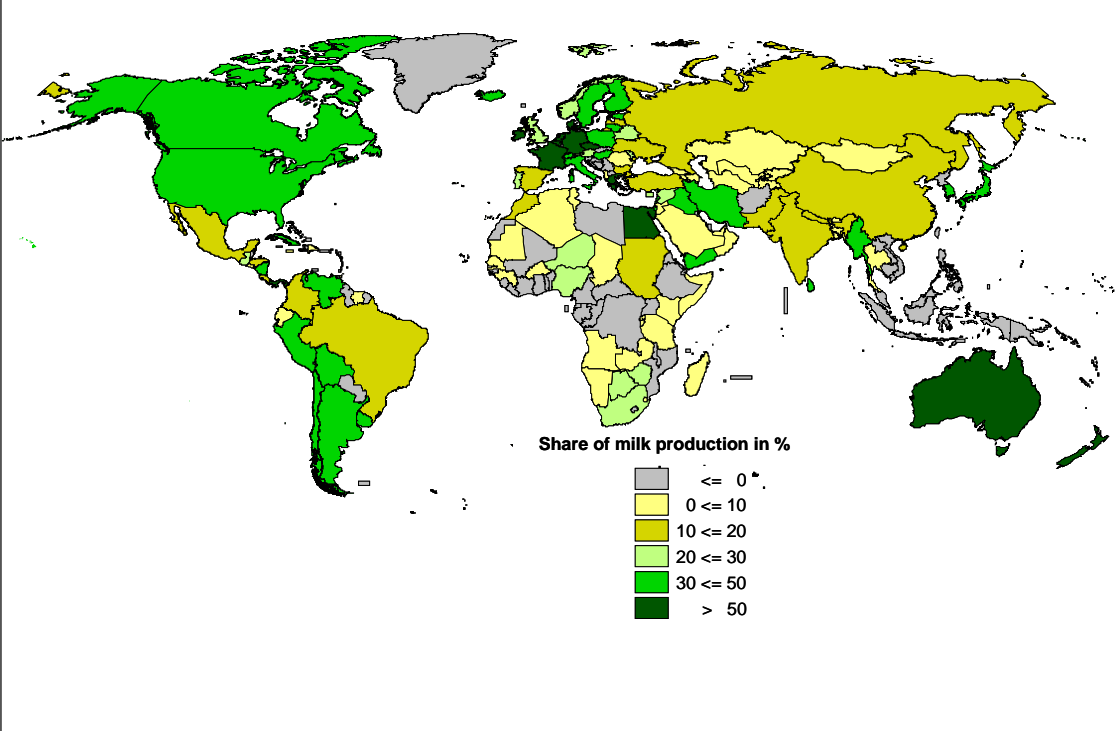 Share of milk production in %
<= 0
0 <= 10
10 <= 20
20 <= 30
30 <= 50
> 50